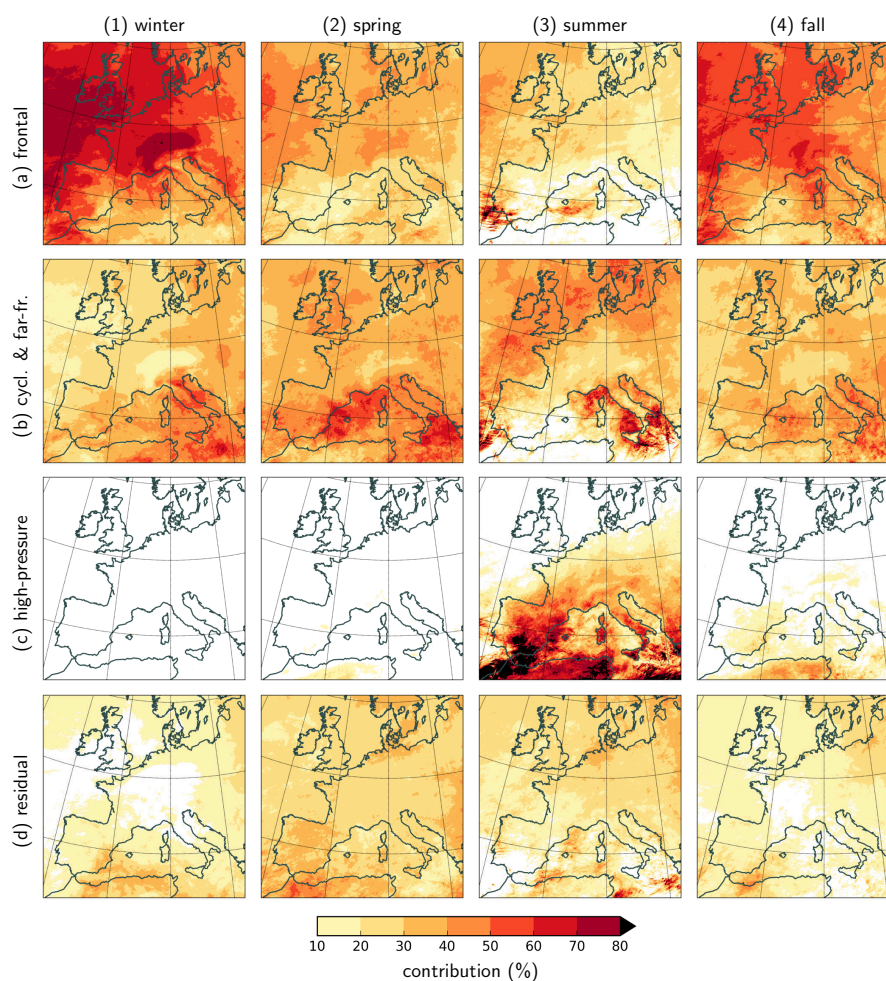 (1) winter (2) spring (3) summer (4) fall
(a) frontal
(b) cycl. & far-fr.
(c) high-pressure
(d) residual
10 20 30 40 50 60 70 80
contribution (%)